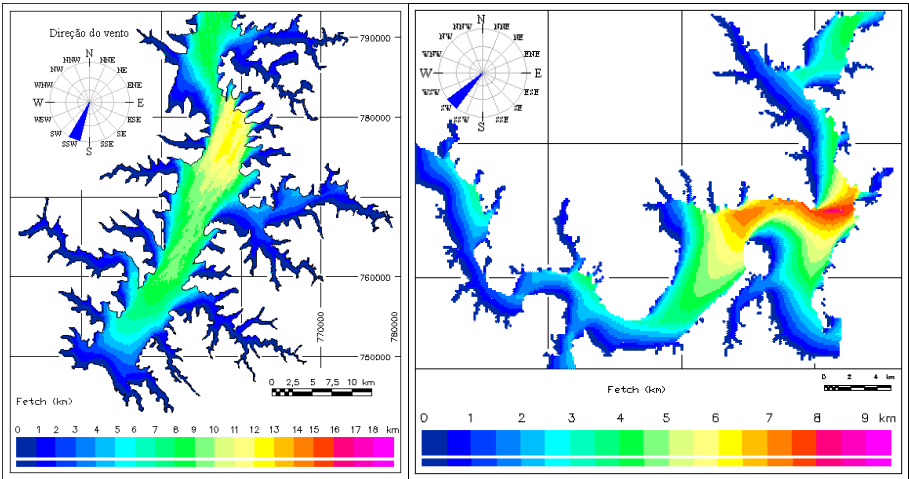 Direção do vento
N
NNW
NNE
NW
NE
WNW
ENE
W
E
WSW
ESE
SW
SE
SSW
SSE
S
790000
780000
760000
750000
770000
780000
0 2,5 5 7,5 10 km
Fetch (km)
0 1 2 3 4 5 6 7 8 9 10 11 12 13 14 15 16 17 18 km
N
NNW
NNE
NW
NE
WNW
ENE
W
E
WSW
ESE
SW
SE
SSW
SSE
S
0 2 4 km
Fetch (km)
0 1 2 3 4 5 6 7 8 9 km